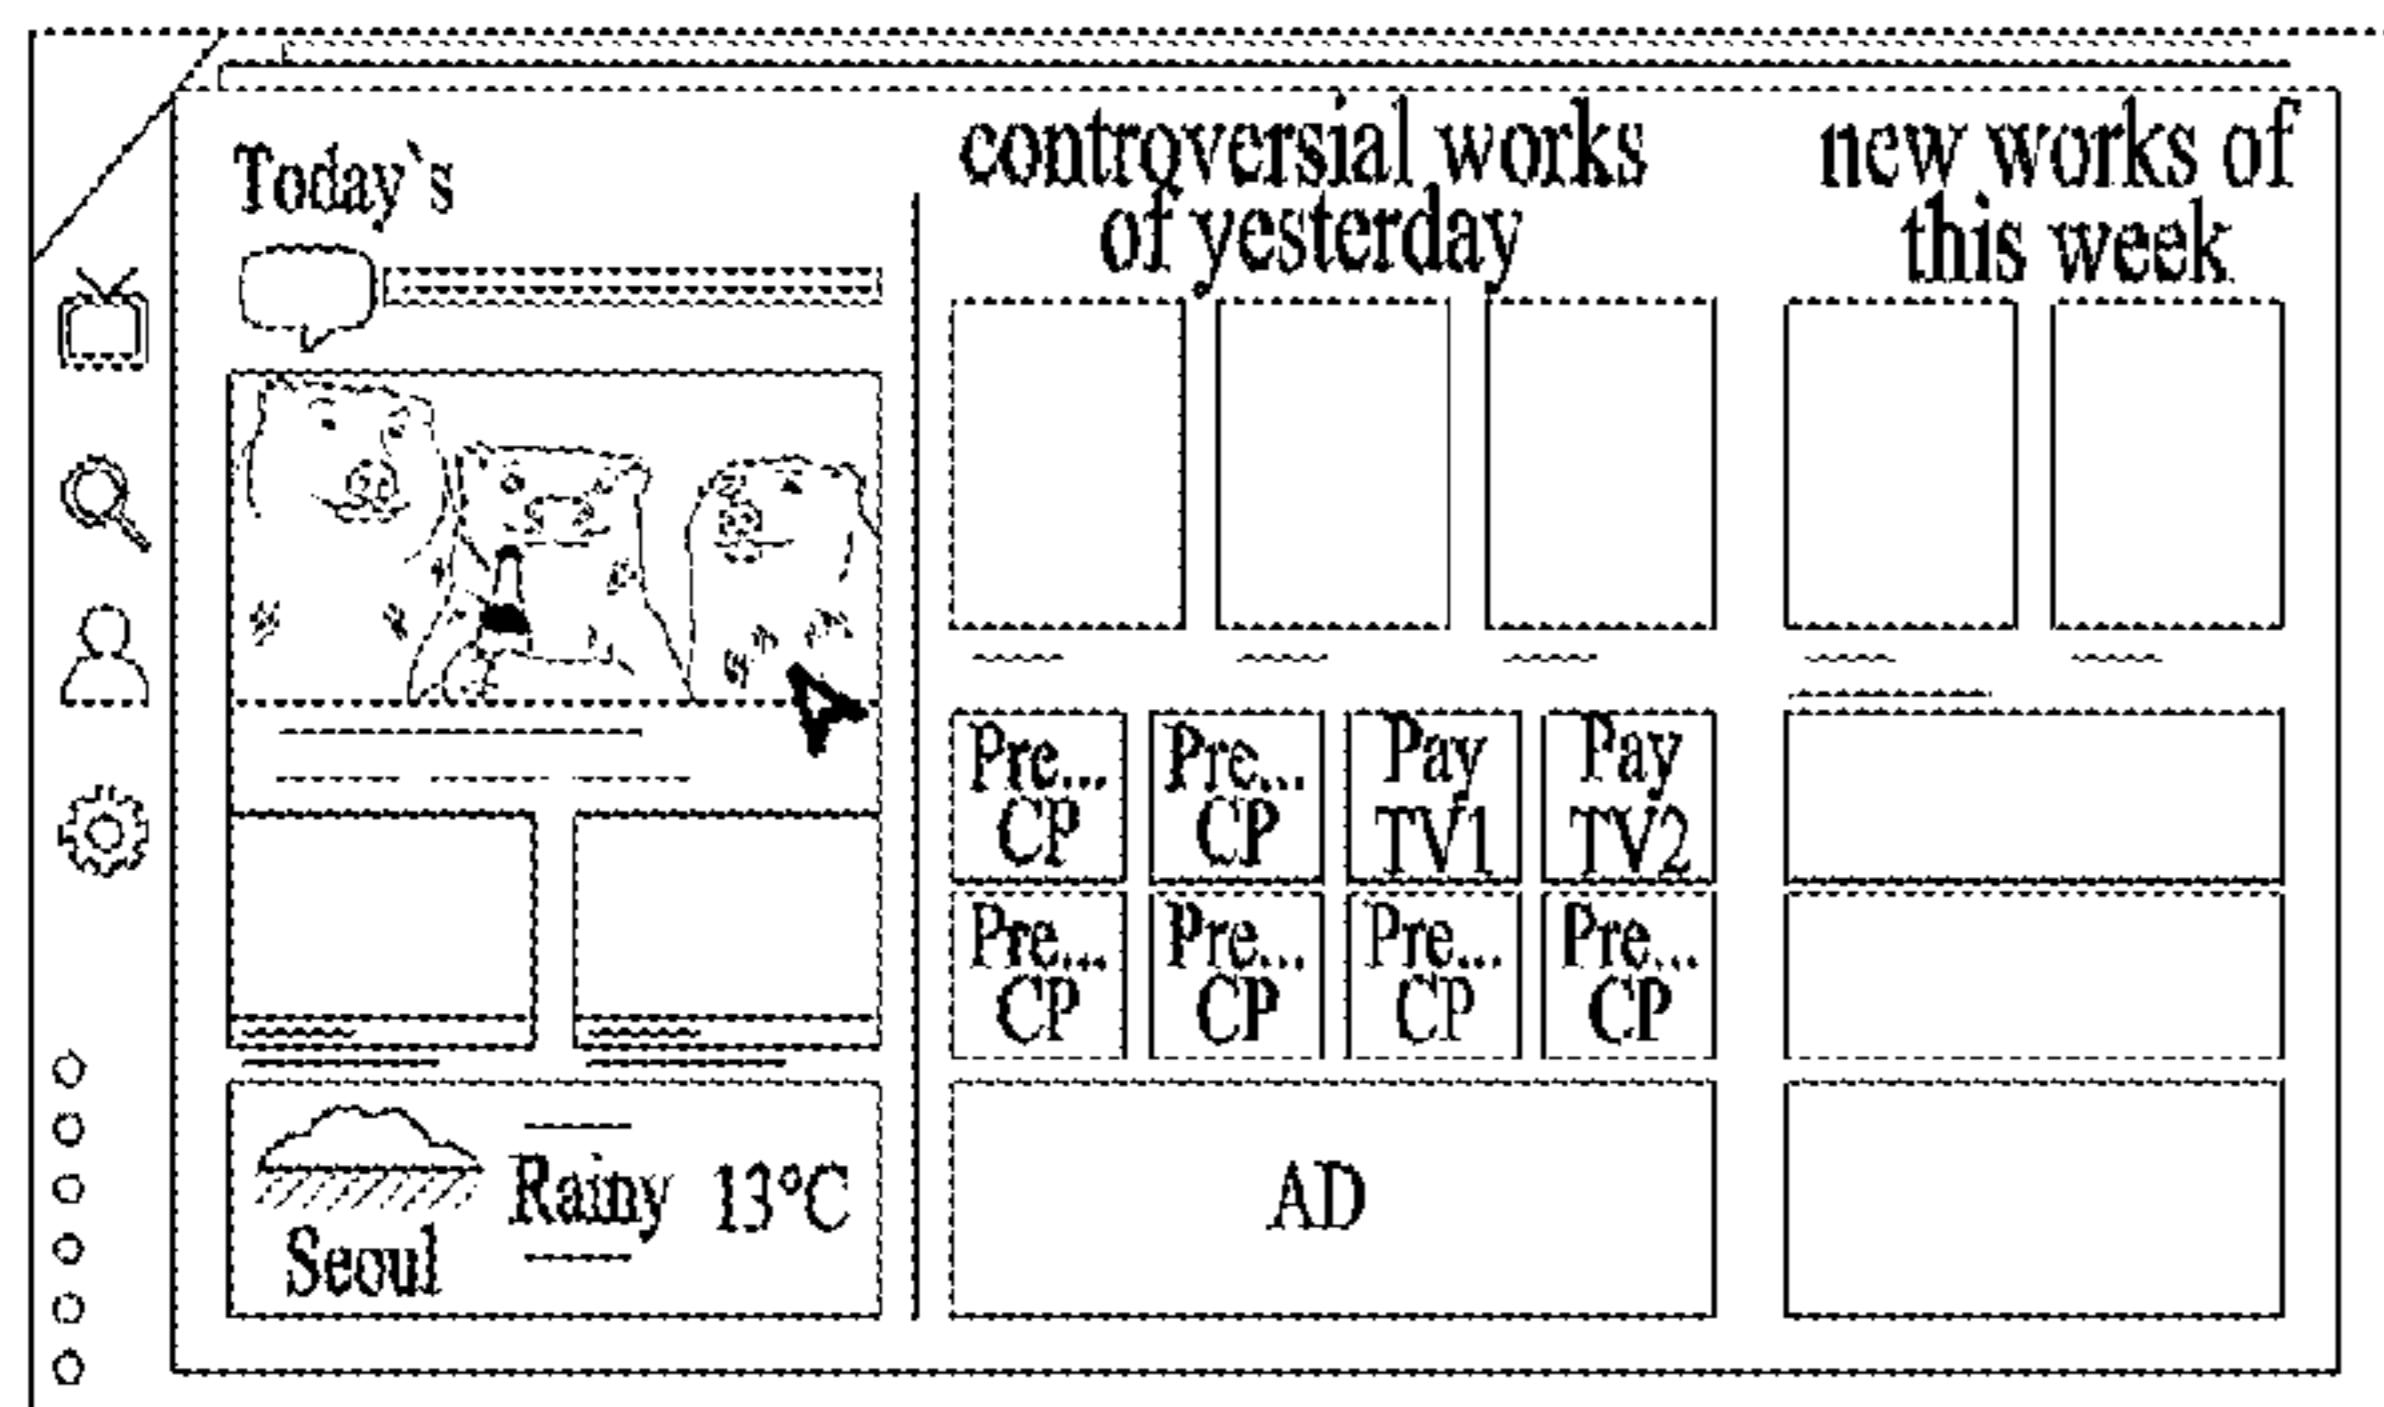 Today`s
controversial works
of yesterday
new works of
this week
Pre...
CP
Pre...
CP
Pay
TV1
Pay
TV2
Pre...
CP
Pre...
CP
Pre...
CP
Pre...
CP
Seoul
Rainy
13°C
AD